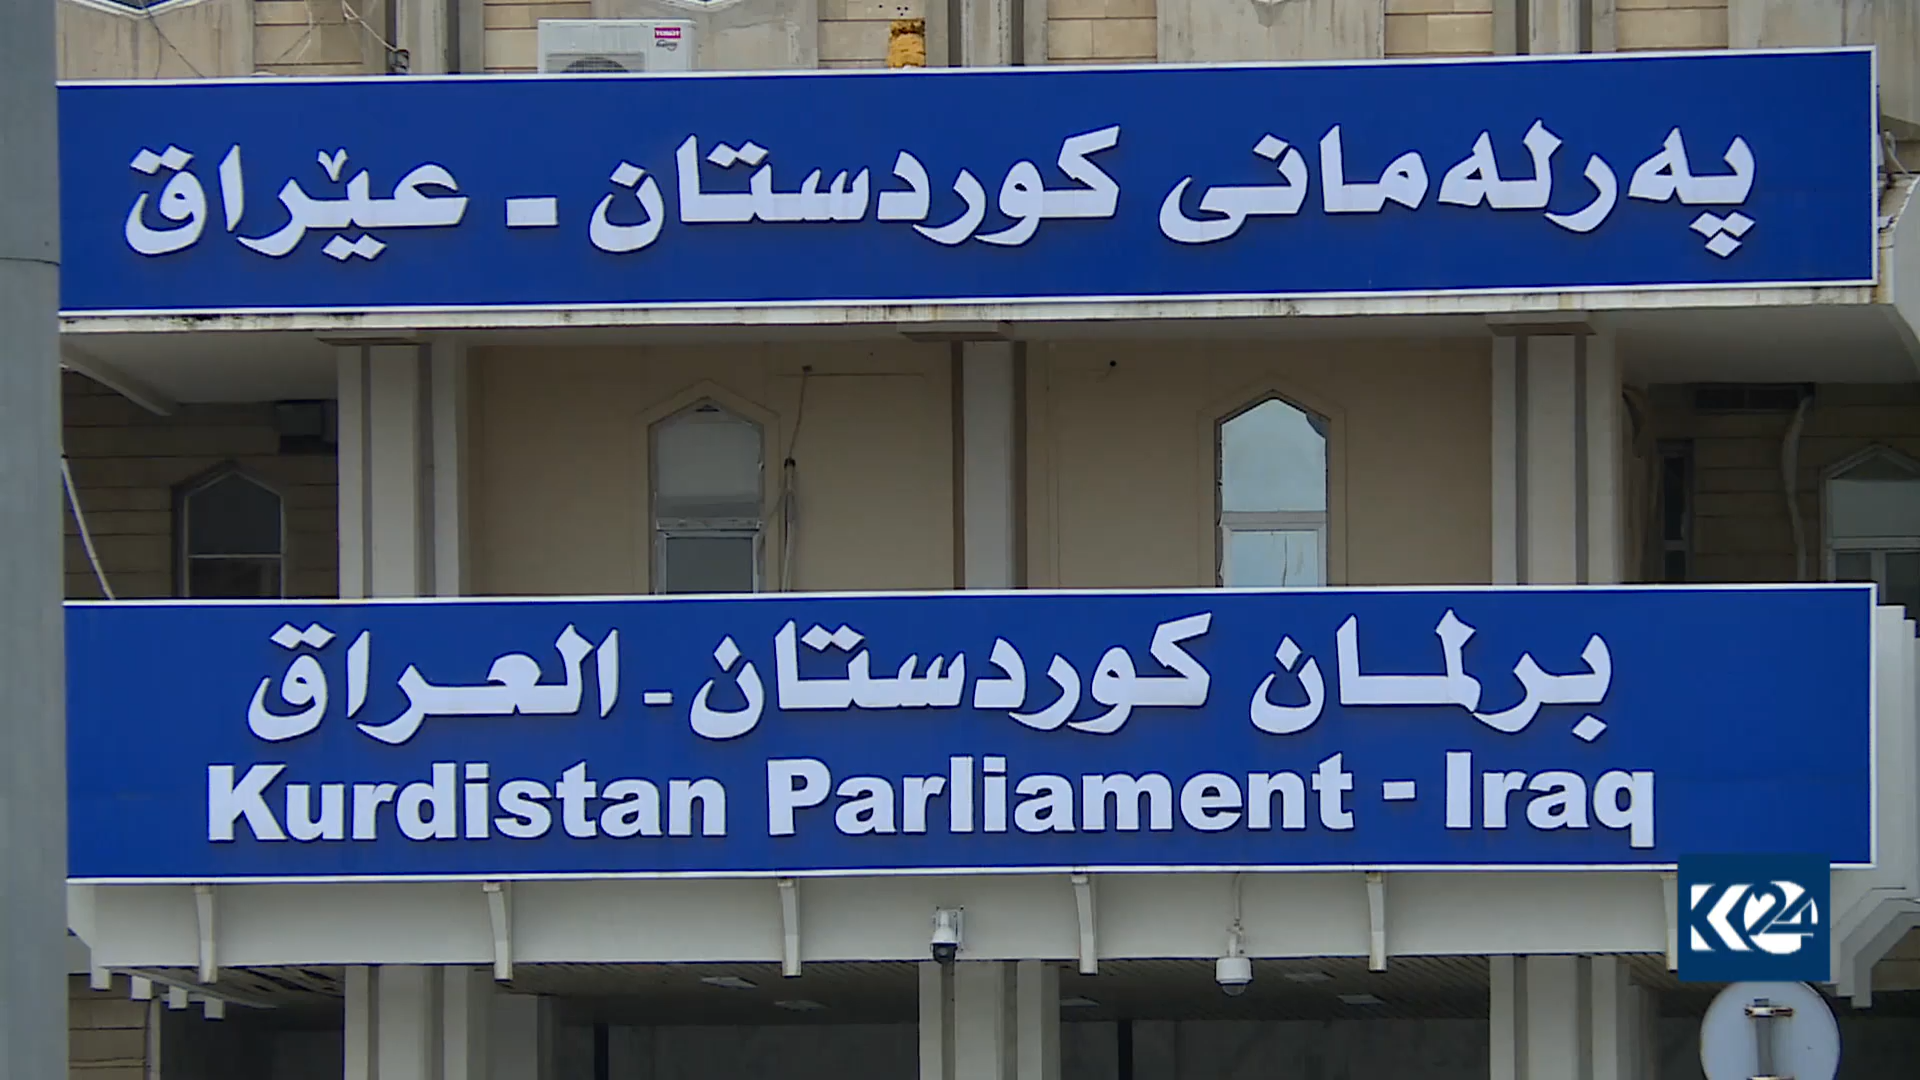 پەرلەمانی کوردستان - عێراق
برلمان كوردستان - العراق
Kurdistan Parliament - Iraq
K24